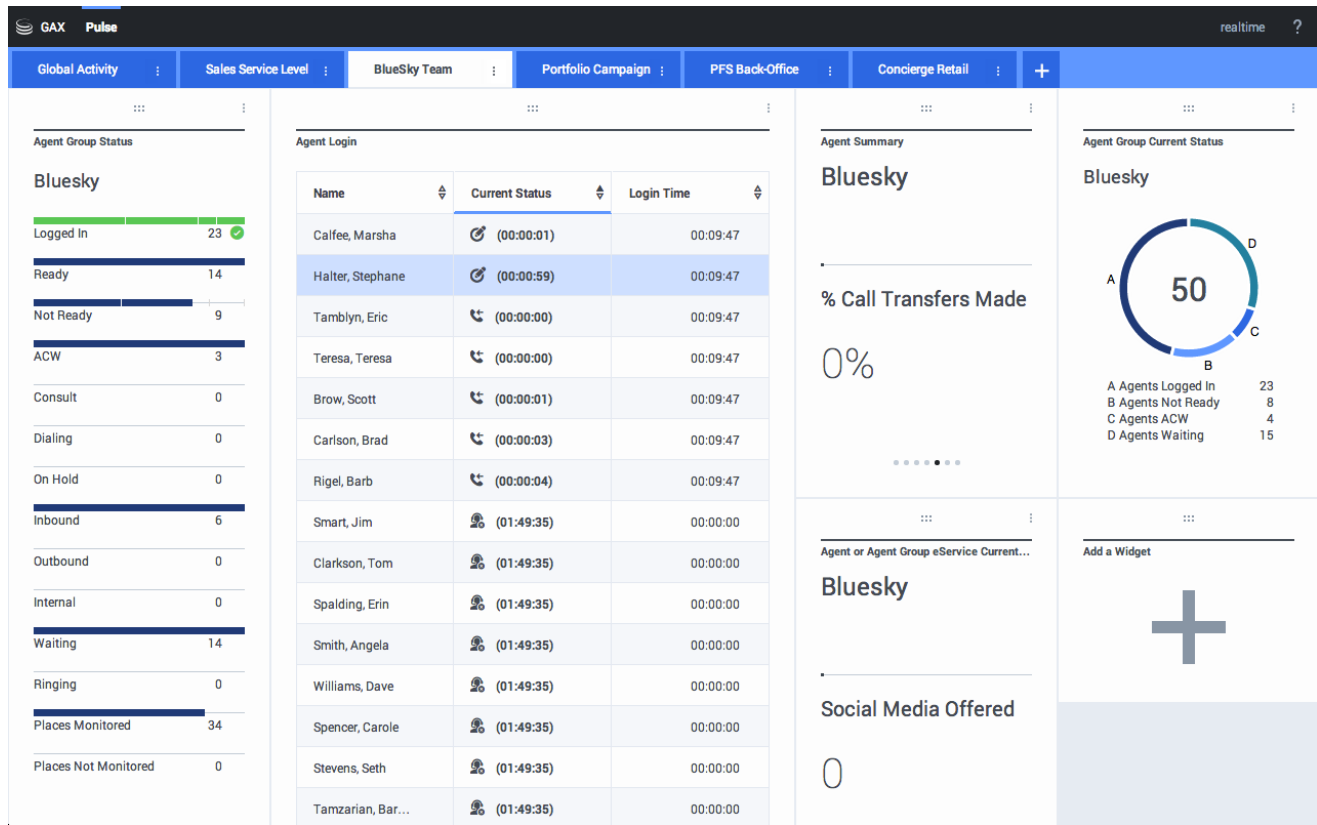 GAX Pulse realtime ?
Global Activity Sales Service Level BlueSky Team Portfolio Campaign PFS Back-Office Concierge Retail +
Agent Group Status
Bluesky
Logged In 23
Ready 14
Not Ready 9
ACW 3
Consult 0
Dialing 0
On Hold 0
Inbound 6
Outbound 0
Internal 0
Waiting 14
Ringing 0
Places Monitored 34
Places Not Monitored 0
Agent Login
Name Current Status Login Time
Calfee, Marsha (00:00:01) 00:09:47
Halter, Stephane (00:00:59) 00:09:47
Tamblyn, Eric (00:00:00) 00:09:47
Teresa, Teresa (00:00:00) 00:09:47
Brow, Scott (00:00:01) 00:09:47
Carlson, Brad (00:00:03) 00:09:47
Rigel, Barb (00:00:04) 00:09:47
Smart, Jim (01:49:35) 00:00:00
Clarkson, Tom (01:49:35) 00:00:00
Spalding, Erin (01:49:35) 00:00:00
Smith, Angela (01:49:35) 00:00:00
Williams, Dave (01:49:35) 00:00:00
Spencer, Carole (01:49:35) 00:00:00
Stevens, Seth (01:49:35) 00:00:00
Tamzarian, Bar... (01:49:35) 00:00:00
Agent Summary
Bluesky
% Call Transfers Made
0%
Agent Group Current Status
Bluesky
A
D
50
C
B
A Agents Logged In 23
B Agents Not Ready 8
C Agents ACW 4
D Agents Waiting 15
Agent or Agent Group eService Current...
Bluesky
Social Media Offered
0
Add a Widget